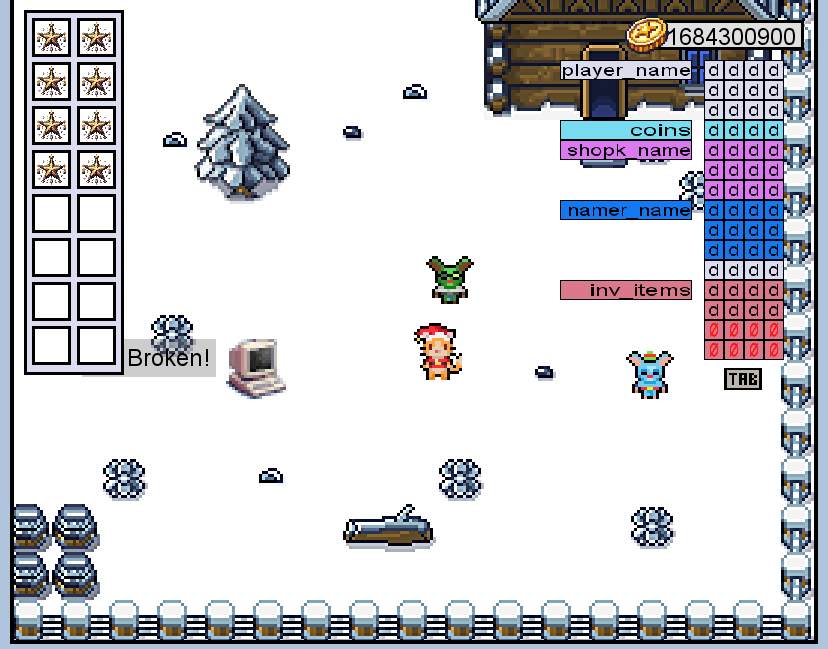 1684300900
player_name d d d d
d d d d
d d d d
coins d d d d
shopk_name d d d d
d d d d
d d d d
namer_name d d d d
d d d d
d d d d
d d d d
inv_items d d d d
d d d d
0 0 0 0
0 0 0 0
Broken!
TAB